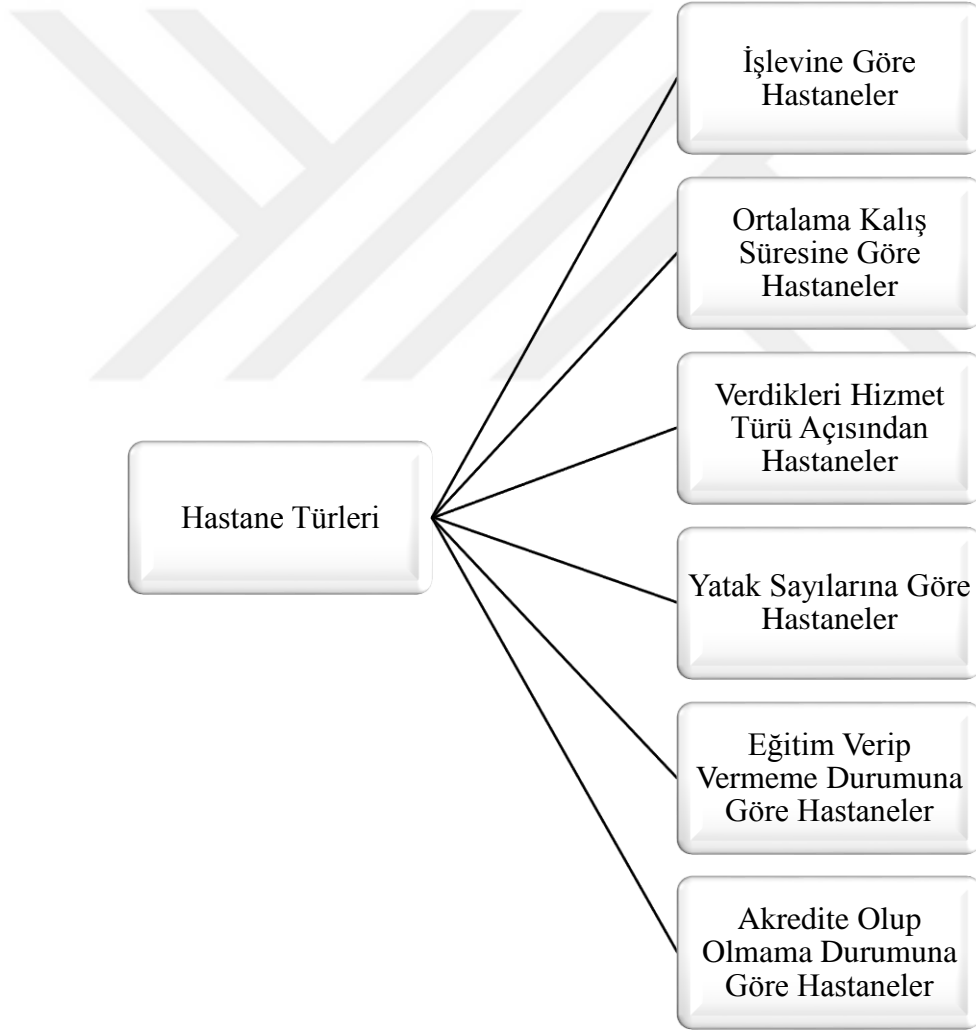 İşlevine Göre
Hastaneler
Ortalama Kalış
Süresine Göre
Hastaneler
Verdikleri Hizmet
Türü Açısından
Hastaneler
Hastane Türleri
Yatak Sayılarına Göre
Hastaneler
Eğitim Verip
Vermeme Durumuna
Göre Hastaneler
Akredite Olup
Olmama Durumuna
Göre Hastaneler